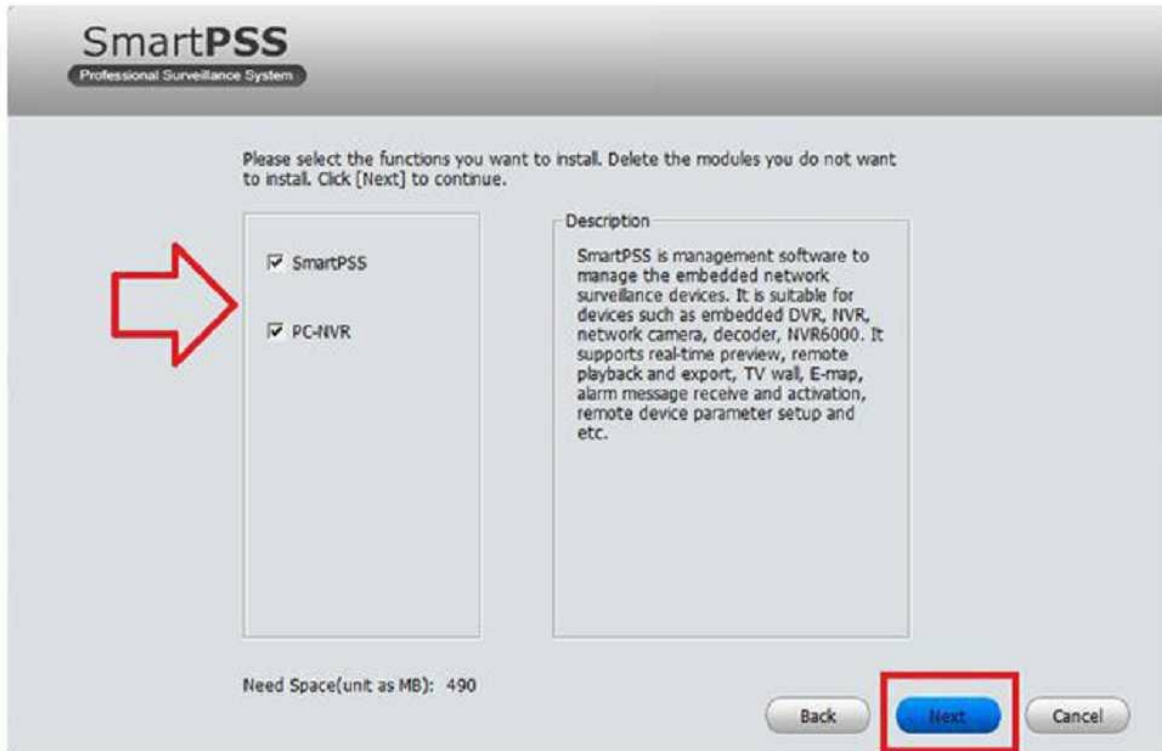 SmartPSS
Professional Surveillance System
Please select the functions you want to install. Delete the modules you do not want
to install. Click [Next] to continue.
SmartPSS
PC-NVR
Description
SmartPSS is management software to
manage the embedded network
surveillance devices. It is suitable for
devices such as embedded DVR, NVR,
network camera, decoder, NVR6000. It
supports real-time preview, remote
playback and export, TV wall, E-map,
alarm message receive and activation,
remote device parameter setup and
etc.
Need Space(unit as MB): 490
Back
Next
Cancel